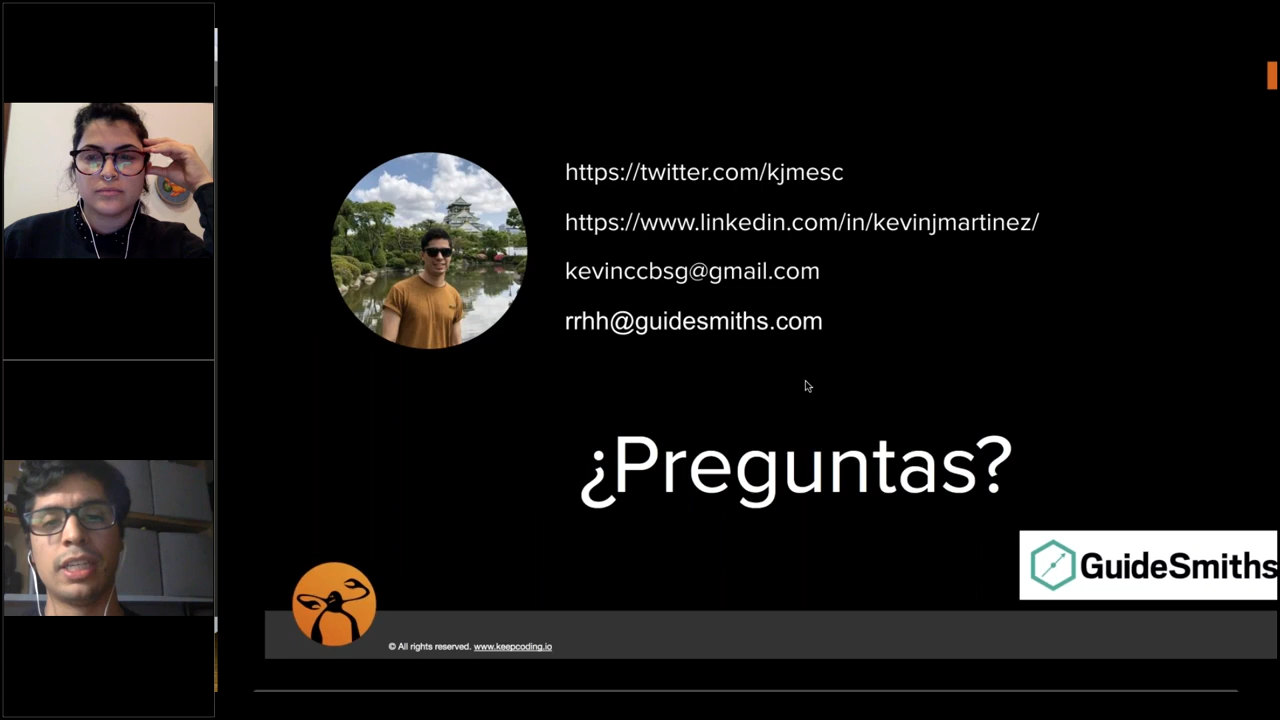 https://twitter.com/kjmesc
https://www.linkedin.com/in/kevinjmartinez/
kevinccbsg@gmail.com
rrhh@guidesmiths.com
¿Preguntas?
GuideSmiths
© All rights reserved. www.keepcoding.io